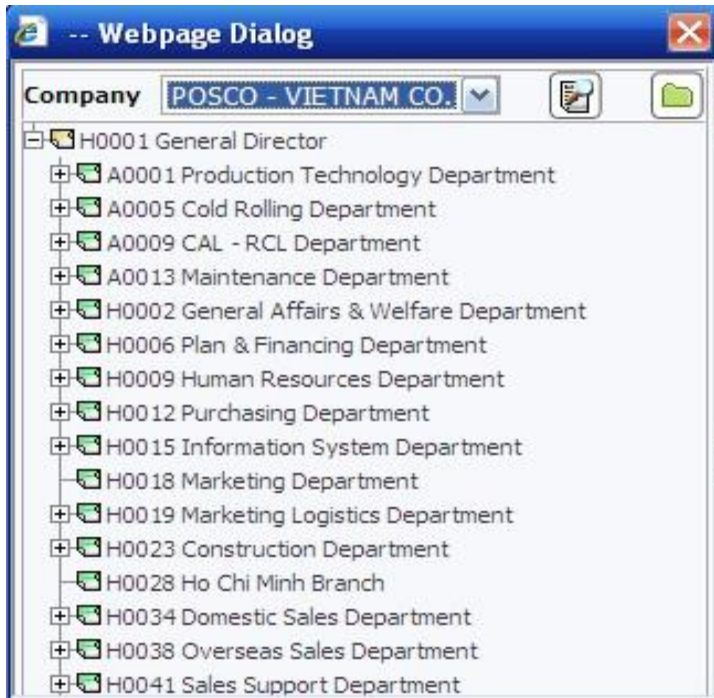 -- Webpage Dialog
Company POSCO - VIETNAM CO.
H0001 General Director
A0001 Production Technology Department
A0005 Cold Rolling Department
A0009 CAL - RCL Department
A0013 Maintenance Department
H0002 General Affairs & Welfare Department
H0006 Plan & Financing Department
H0009 Human Resources Department
H0012 Purchasing Department
H0015 Information System Department
H0018 Marketing Department
H0019 Marketing Logistics Department
H0023 Construction Department
H0028 Ho Chi Minh Branch
H0034 Domestic Sales Department
H0038 Overseas Sales Department
H0041 Sales Support Department